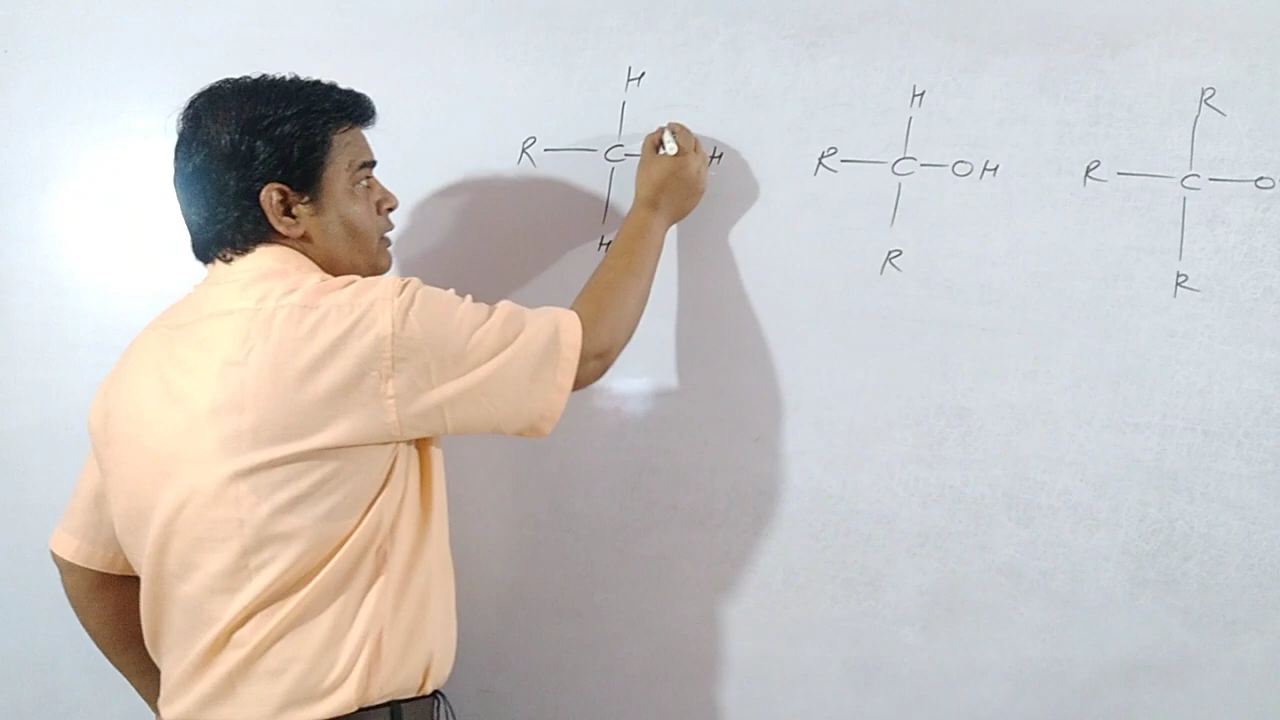 H
R — C — H
H
H
R — C — OH
R
R
R — C — O
R